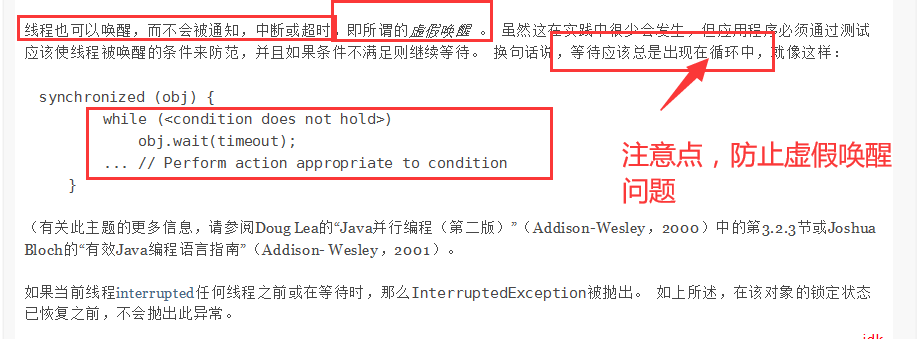 线程也可以唤醒，而不会被通知，中断或超时，即所谓的虚假唤醒 。 虽然这在实践中很少会发生，但应用程序必须通过测试
应该使线程被唤醒的条件来防范，并且如果条件不满足则继续等待。 换句话说，等待应该总是出现在循环中，就像这样：
synchronized (obj) {
while (<condition does not hold>)
obj.wait(timeout);
... // Perform action appropriate to condition
}
注意点，防止虚假唤醒
问题
（有关此主题的更多信息，请参阅Doug Lea的“Java并行编程（第二版）”（Addison-Wesley，2000）中的第3.2.3节或Joshua
Bloch的“有效Java编程语言指南”（Addison- Wesley，2001）。
如果当前线程interrupted任何线程之前或在等待时，那么InterruptedException被抛出。 如上所述，在该对象的锁定状态
已恢复之前，不会抛出此异常。